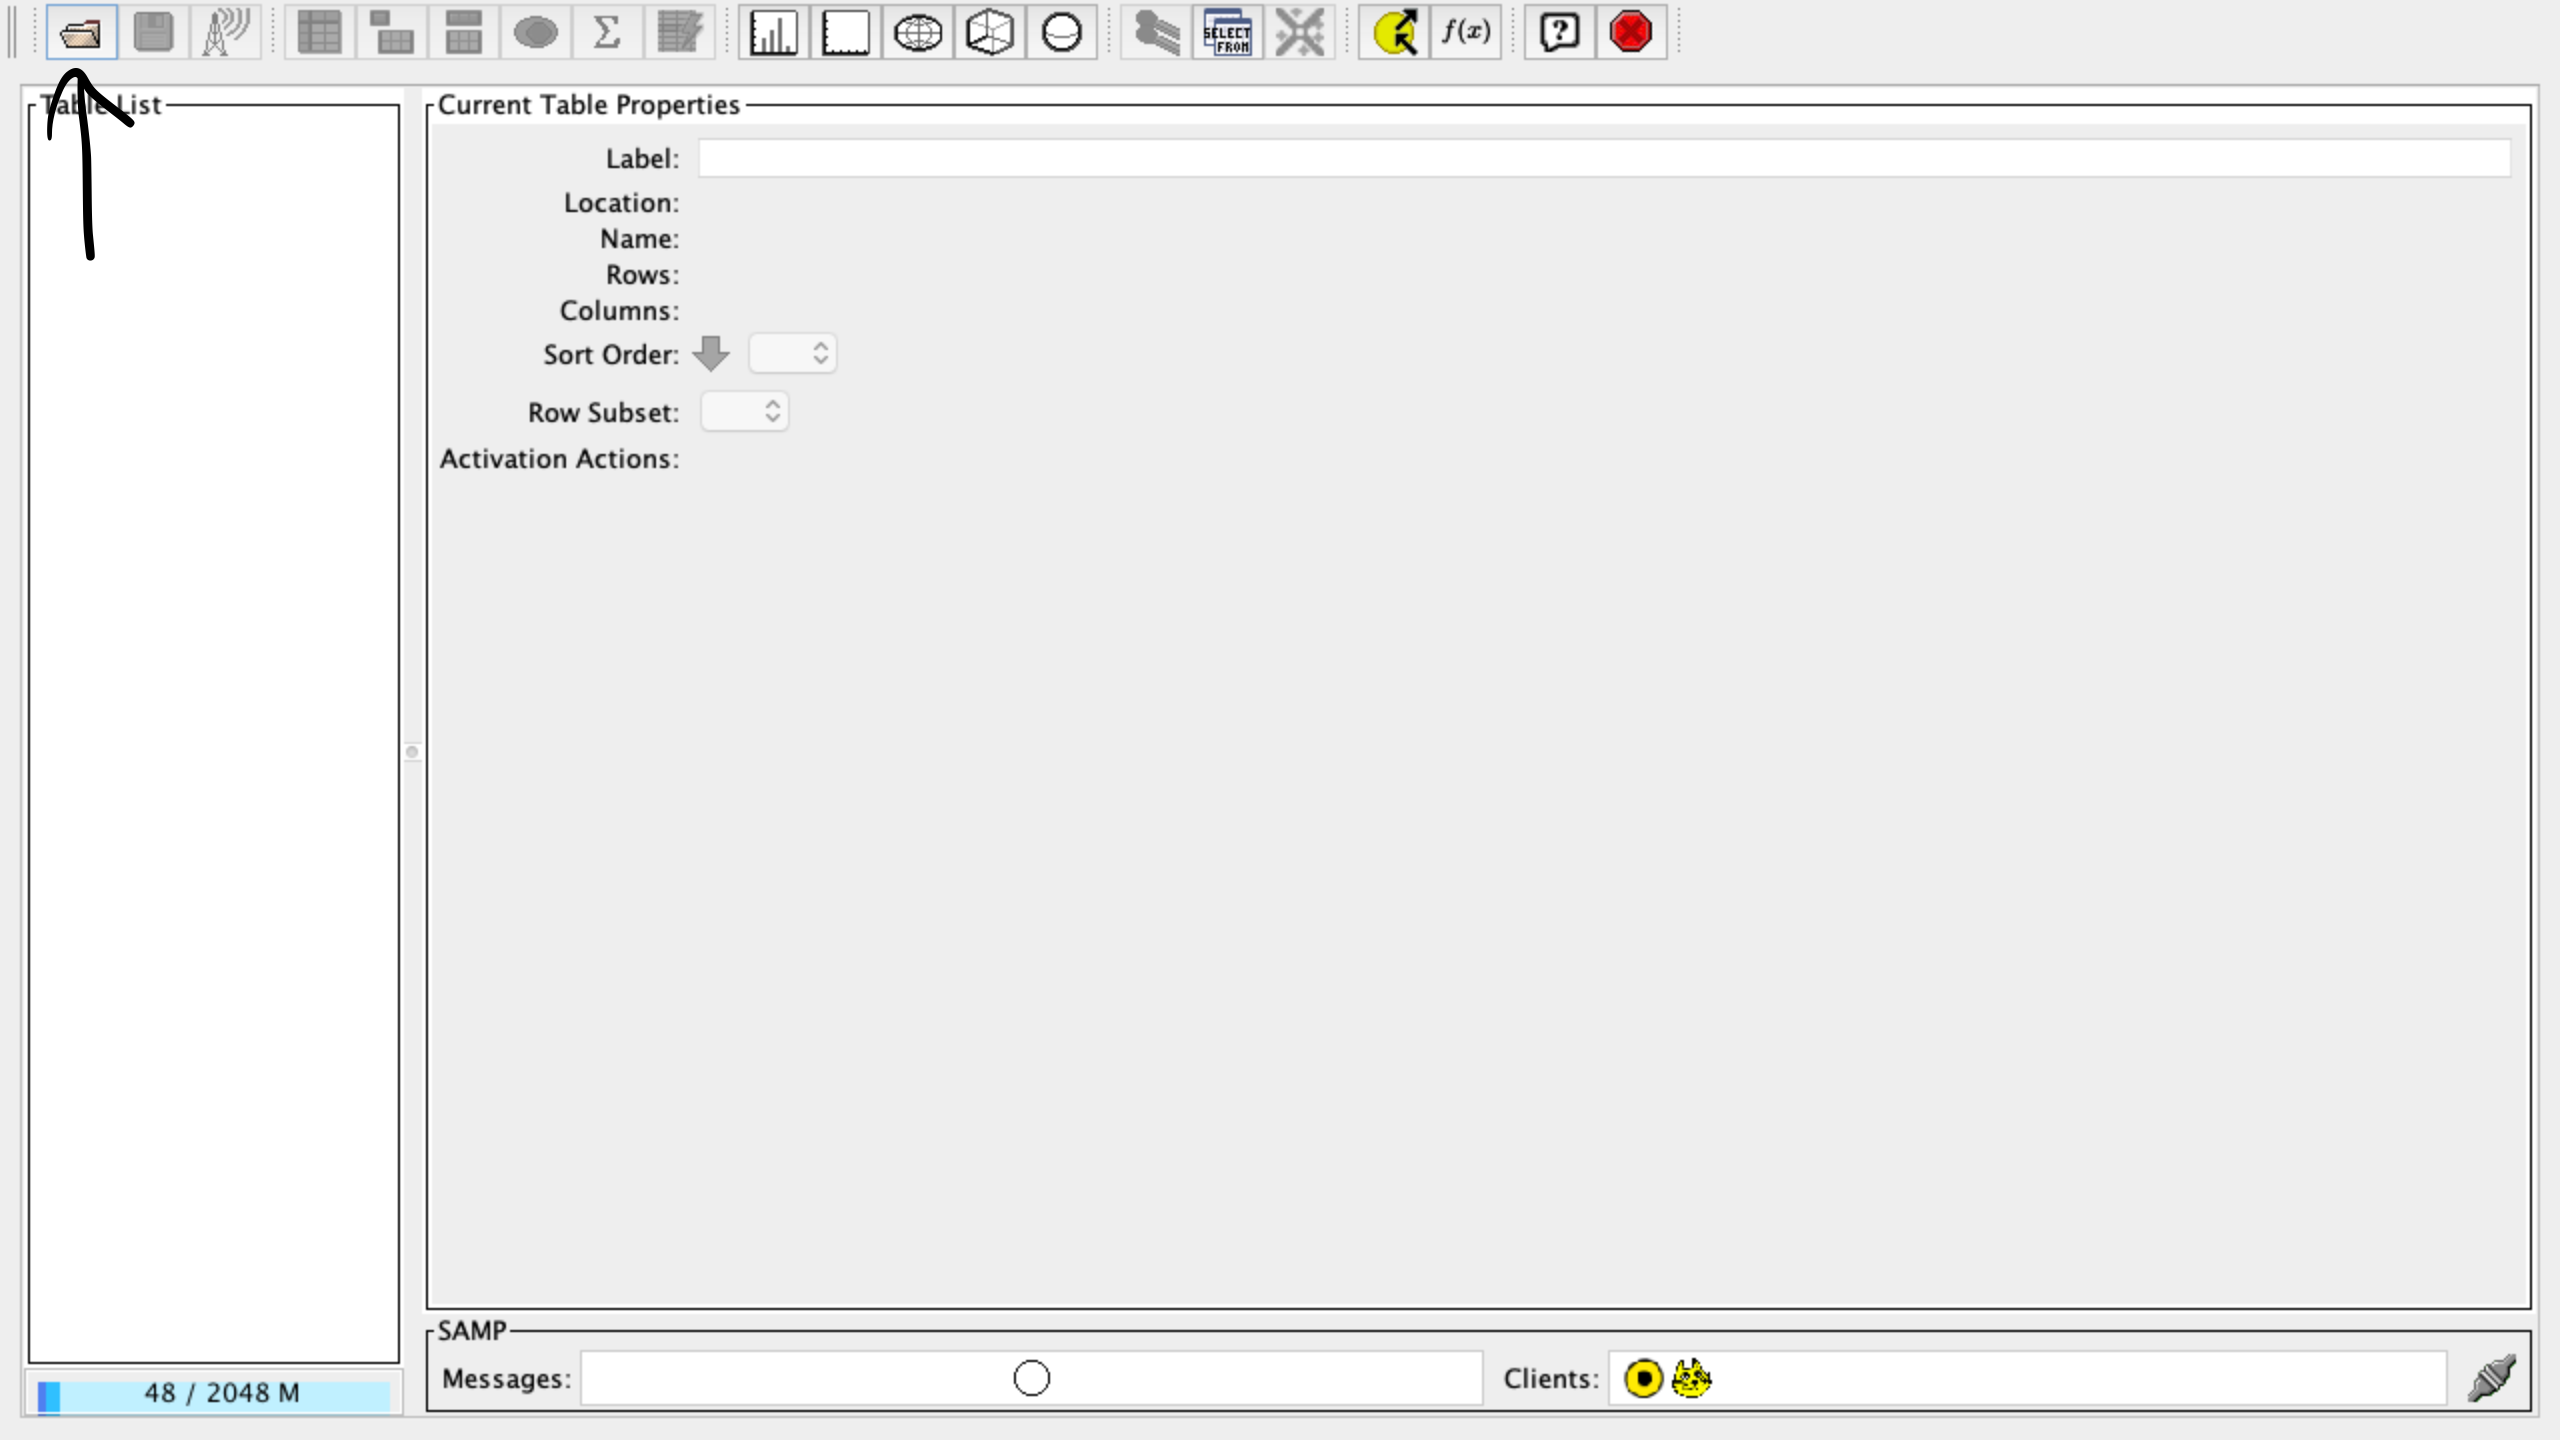 Σ
SELECT
FROM
f(x)
?
Table List
Current Table Properties
Label:
Location:
Name:
Rows:
Columns:
Sort Order:
Row Subset:
Activation Actions:
SAMP
Messages:
Clients:
48 / 2048 M